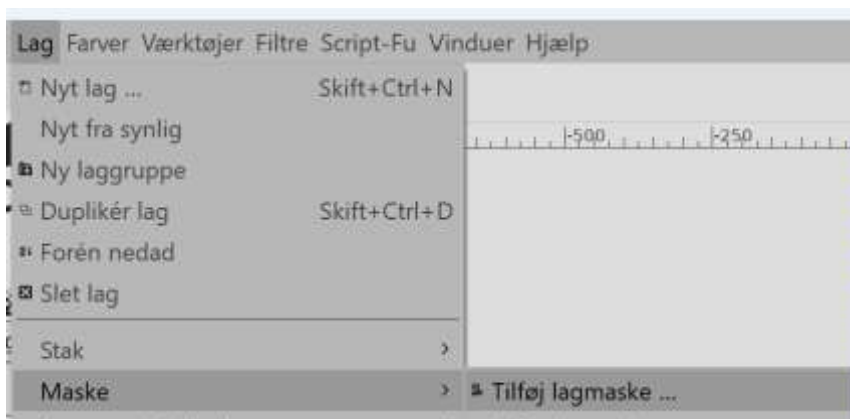 Lag Farver Værktøjer Filtre Script-Fu Vinduer Hjælp
Nyt lag ... Skift+Ctrl+N
Nyt fra synlig
-500 -250
Ny laggruppe
Duplikér lag Skift+Ctrl+D
Forén nedad
Slet lag
Stak
Maske
Tilføj lagmaske ...